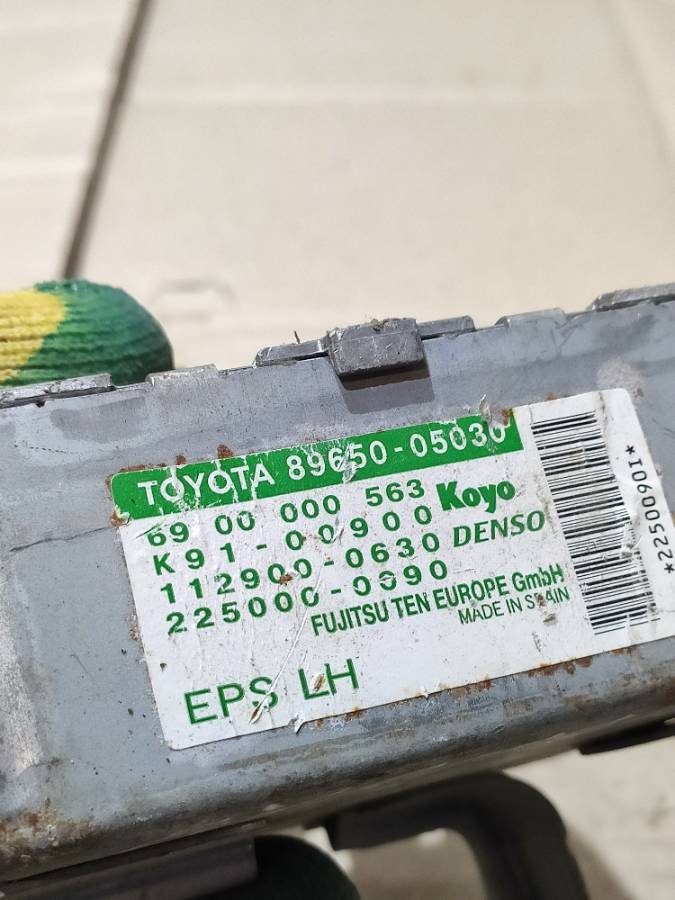 TOYOTA 89650-05030
69 00 000 563
K91-00900 Koyo
112900-0630 DENSO
225000-0090
FUJITSU TEN EUROPE GmbH
MADE IN SPAIN
EPS LH
*2250090I*